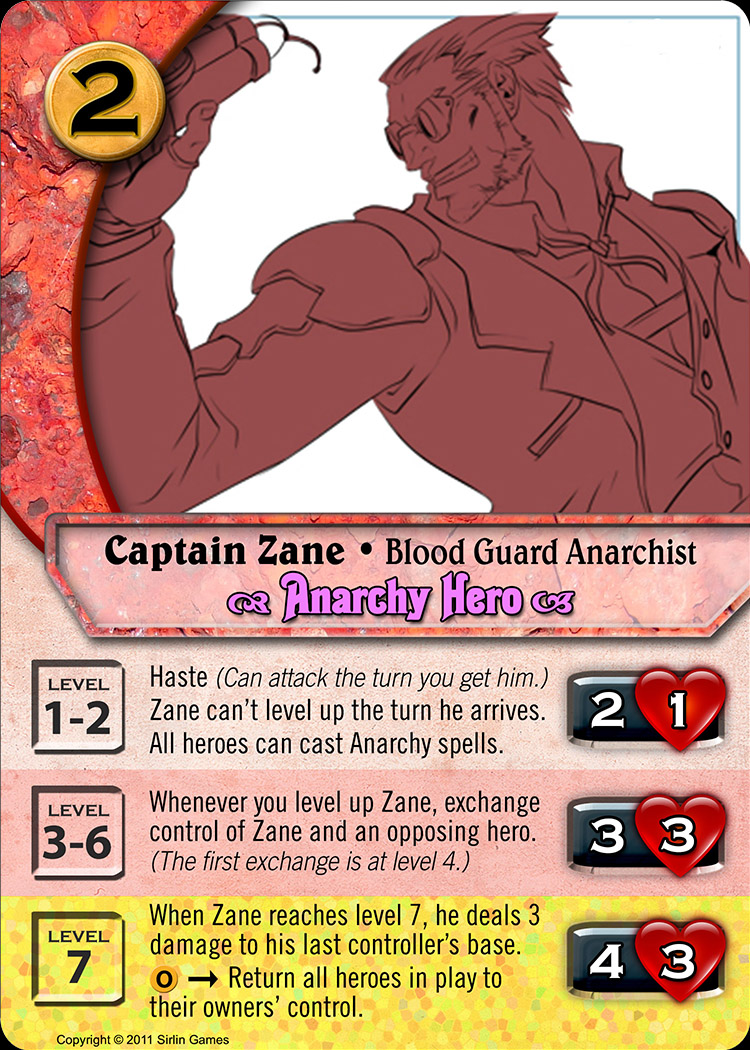 2
Captain Zane • Blood Guard Anarchist
Anarchy Hero
LEVEL
1-2
Haste (Can attack the turn you get him.)
Zane can't level up the turn he arrives.
All heroes can cast Anarchy spells.
2 1
LEVEL
3-6
Whenever you level up Zane, exchange
control of Zane and an opposing hero.
(The first exchange is at level 4.)
3 3
LEVEL
7
When Zane reaches level 7, he deals 3
damage to his last controller's base.
0 → Return all heroes in play to
their owners' control.
4 3
Copyright © 2011 Sirlin Games